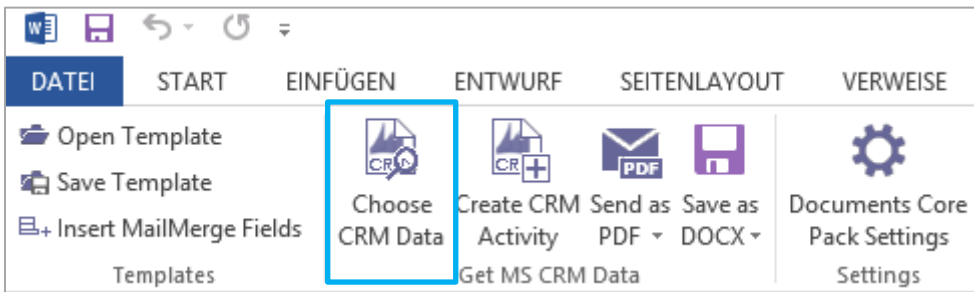 DATEI START EINFÜGEN ENTWURF SEITENLAYOUT VERWEISE
Open Template
Save Template
Insert MailMerge Fields
Templates
CRM
Choose
CRM Data
CR
Create CRM
Activity
PDF
Send as
PDF
Save as
DOCX
Get MS CRM Data
Documents Core
Pack Settings
Settings